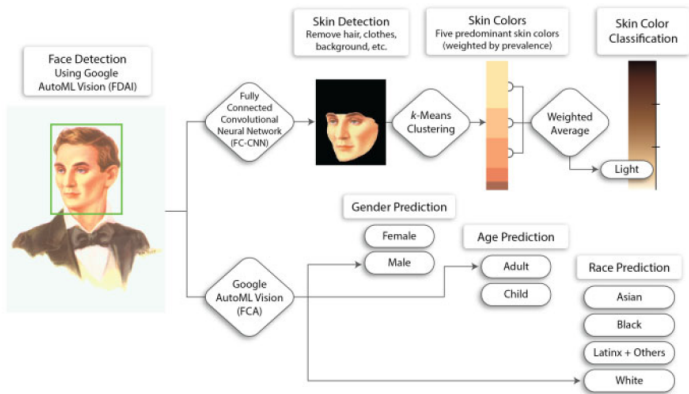 Face Detection
Using Google
AutoML Vision (FDAI)
Fully
Connected
Convolutional
Neural Network
(FC-CNN)
Skin Detection
Remove hair, clothes,
background, etc.
k-Means
Clustering
Skin Colors
Five predominant skin colors
(weighted by prevalence)
Weighted
Average
Skin Color
Classification
Light
Google
AutoML Vision
(FCA)
Gender Prediction
Female
Male
Age Prediction
Adult
Child
Race Prediction
Asian
Black
Latinx + Others
White